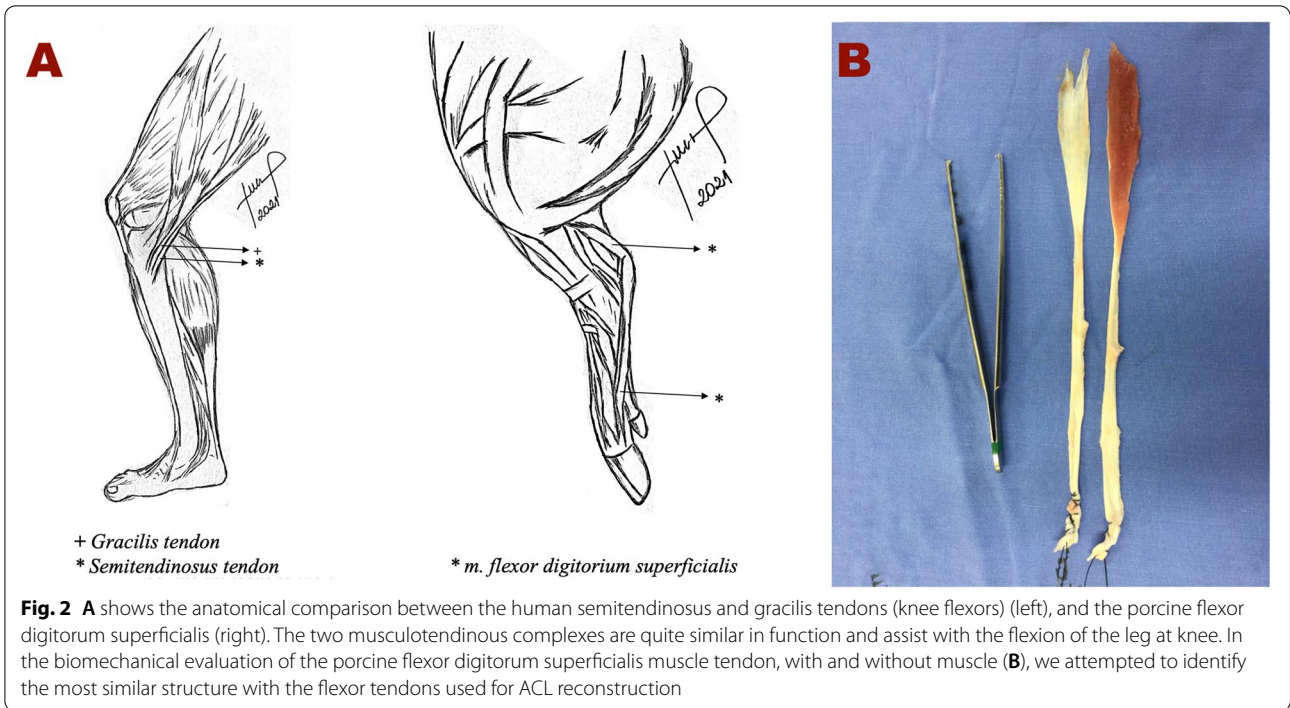 A
B
2021
2021
+
*
*
*
+ Gracilis tendon
* Semitendinosus tendon
* m. flexor digitorium superficialis
Fig. 2 A shows the anatomical comparison between the human semitendinosus and gracilis tendons (knee flexors) (left), and the porcine flexor
digitorum superficialis (right). The two musculotendinous complexes are quite similar in function and assist with the flexion of the leg at knee. In
the biomechanical evaluation of the porcine flexor digitorum superficialis muscle tendon, with and without muscle (B), we attempted to identify
the most similar structure with the flexor tendons used for ACL reconstruction